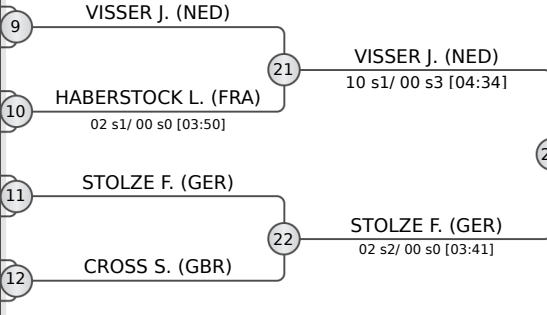 9
VISSER J. (NED)
21
VISSER J. (NED)
10 s1/ 00 s3 [04:34]
10
HABERSTOCK L. (FRA)
02 s1/ 00 s0 [03:50]
11
STOLZE F. (GER)
22
STOLZE F. (GER)
02 s2/ 00 s0 [03:41]
12
CROSS S. (GBR)